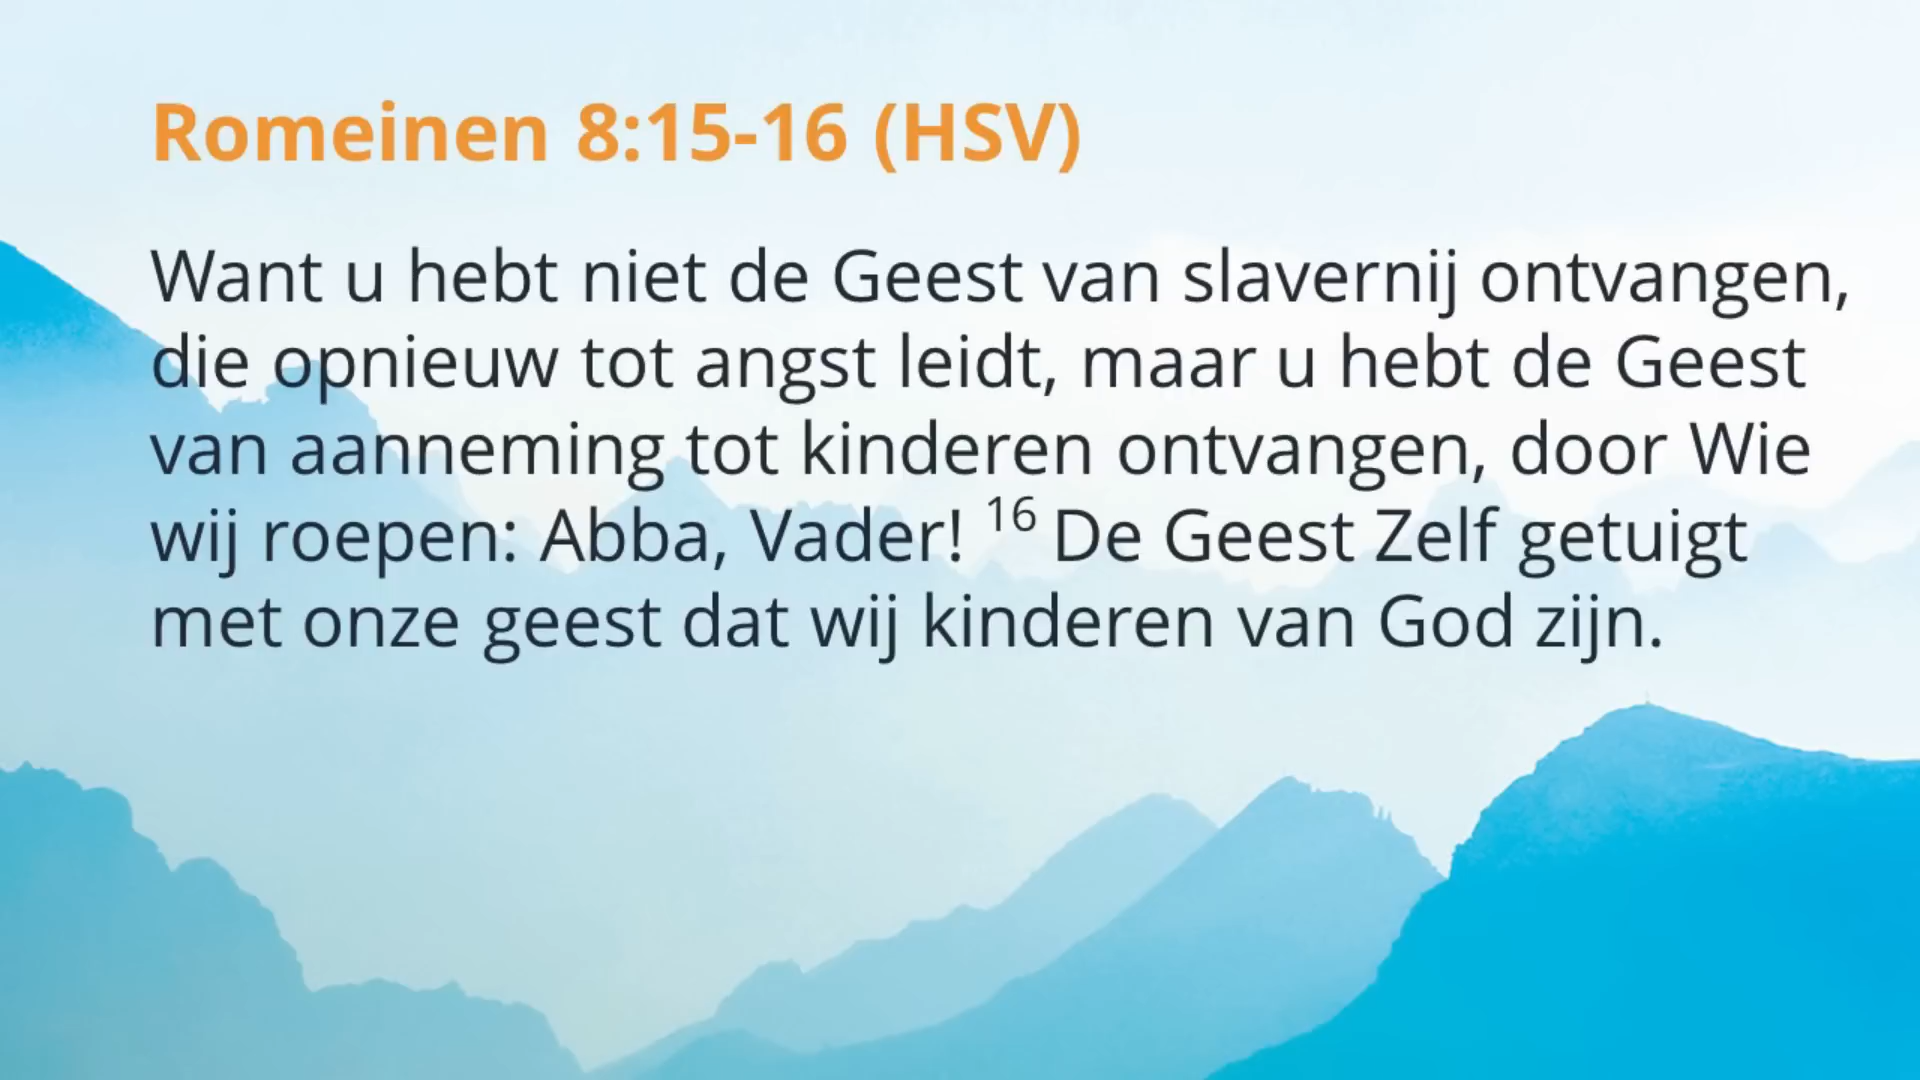 Romeinen 8:15-16 (HSV)
Want u hebt niet de Geest van slavernij ontvangen,
die opnieuw tot angst leidt, maar u hebt de Geest
van aanneming tot kinderen ontvangen, door Wie
wij roepen: Abba, Vader! ¹⁶ De Geest Zelf getuigt
met onze geest dat wij kinderen van God zijn.